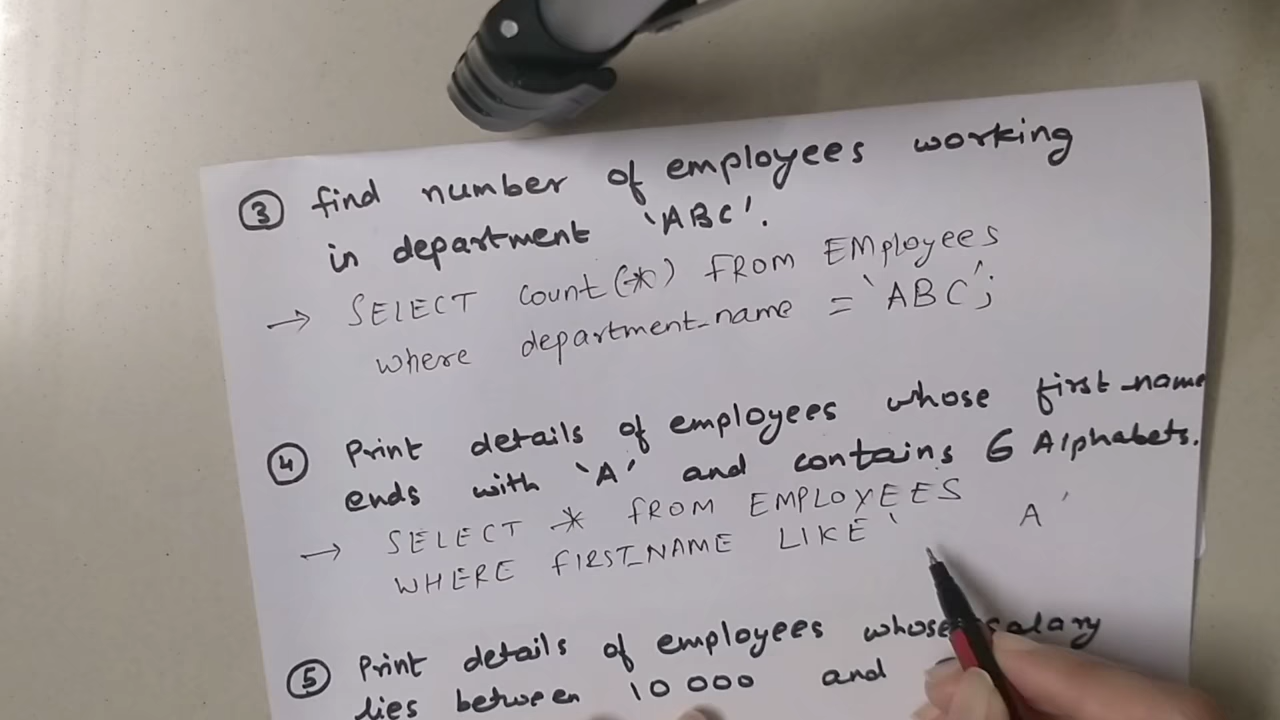 ③ find number of employees working
in department 'ABC'.
→ SELECT count(*) FROM EMployees
where department_name = 'ABC';
④ Print details of employees whose first_name
ends with 'A' and contains 6 Alphabets.
→ SELECT * FROM EMPLOYEES
WHERE FIRST_NAME LIKE ' A'
⑤ Print details of employees whose salary
lies between 10000 and